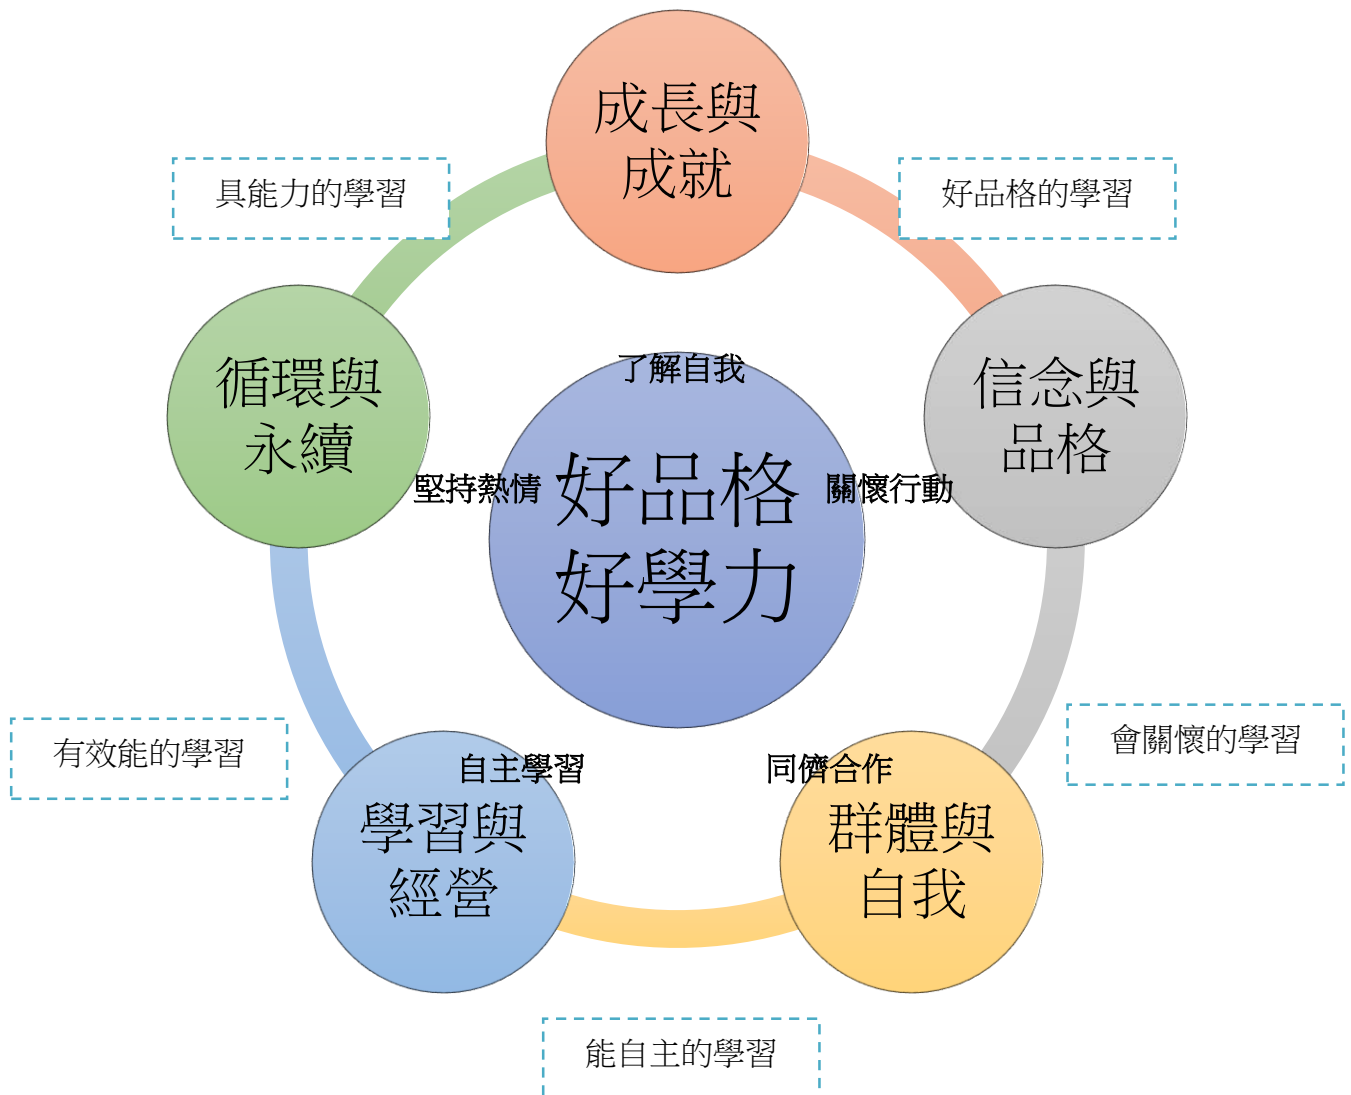 成長與
成就
具能力的學習
好品格的學習
循環與
永續
了解自我
信念與
品格
堅持熱情
好品格
好學力
關懷行動
有效能的學習
會關懷的學習
自主學習
同儕合作
學習與
經營
群體與
自我
能自主的學習